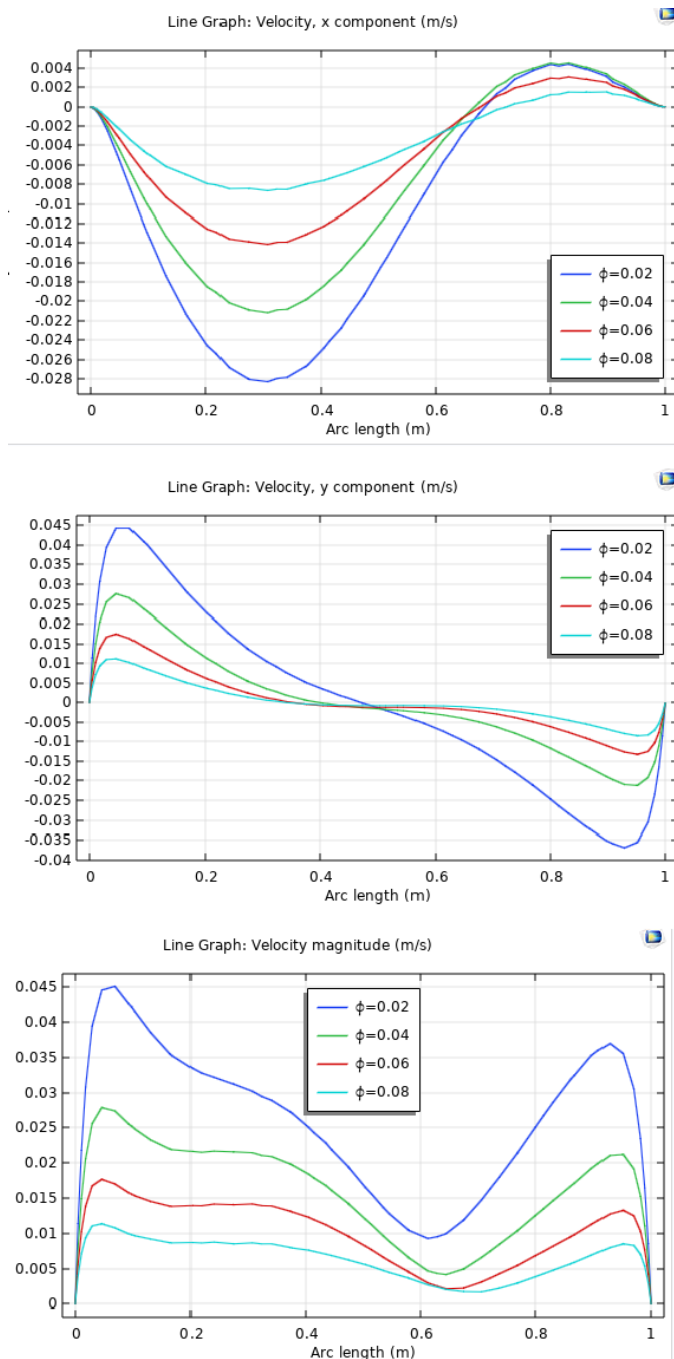 Line Graph: Velocity, x component (m/s)
0.004
0.002
0
-0.002
-0.004
-0.006
-0.008
-0.01
-0.012
-0.014
-0.016
-0.018
-0.02
-0.022
-0.024
-0.026
-0.028
ϕ=0.02
ϕ=0.04
ϕ=0.06
ϕ=0.08
0 0.2 0.4 0.6 0.8 1
Arc length (m)
Line Graph: Velocity, y component (m/s)
0.045
0.04
0.035
0.03
0.025
0.02
0.015
0.01
0.005
0
-0.005
-0.01
-0.015
-0.02
-0.025
-0.03
-0.035
-0.04
ϕ=0.02
ϕ=0.04
ϕ=0.06
ϕ=0.08
0 0.2 0.4 0.6 0.8 1
Arc length (m)
Line Graph: Velocity magnitude (m/s)
0.045
0.04
0.035
0.03
0.025
0.02
0.015
0.01
0.005
0
ϕ=0.02
ϕ=0.04
ϕ=0.06
ϕ=0.08
0 0.2 0.4 0.6 0.8 1
Arc length (m)